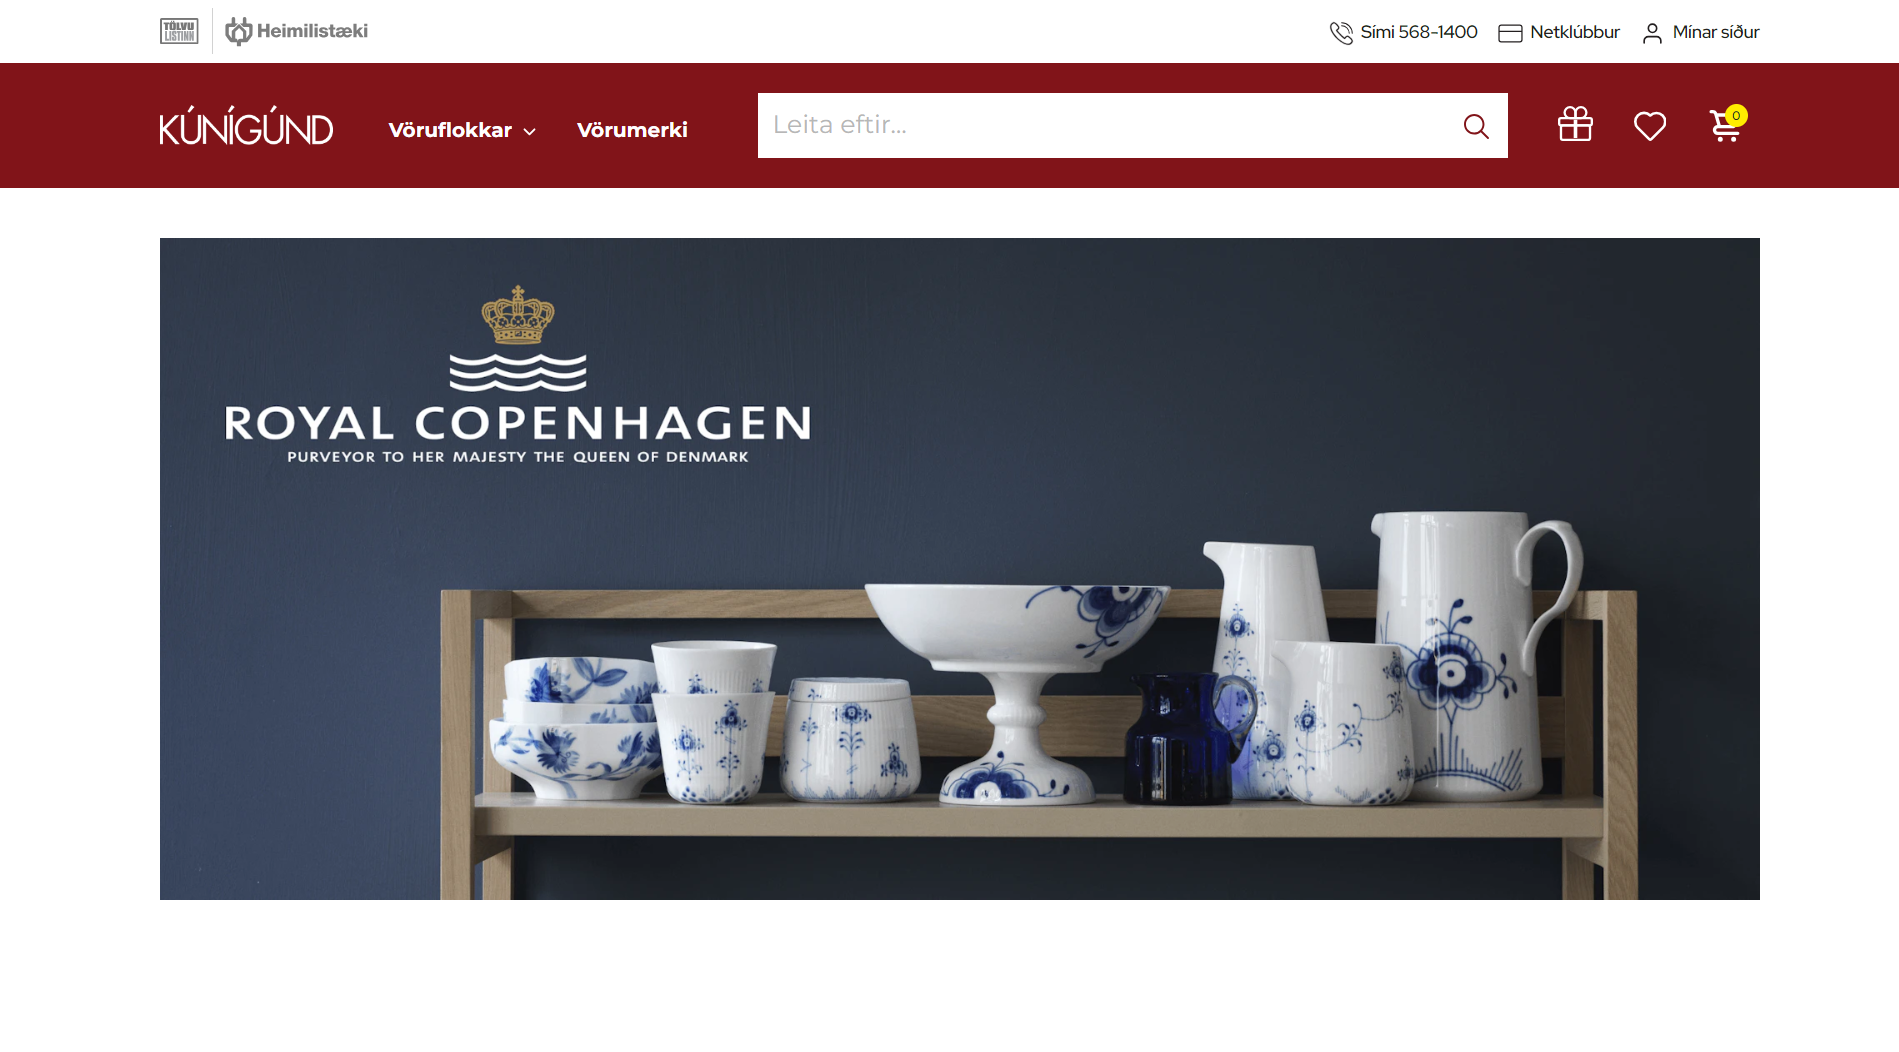 TÖLVU
LISTINN
Heimilistæki
Sími 568-1400
Netklúbbur
Mínar síður
KÚNÍGÚND
Vöruflokkar
Vörumerki
Leita eftir...
0
ROYAL COPENHAGEN
PURVEYOR TO HER MAJESTY THE QUEEN OF DENMARK